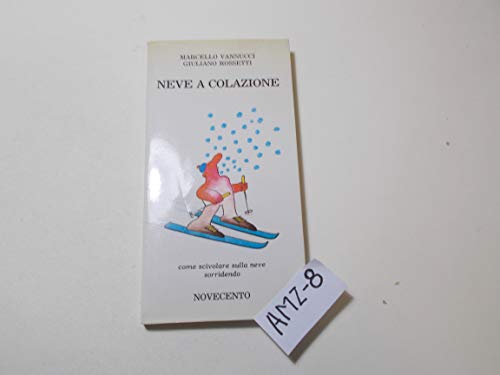 MARCELLO VANNUCCI
GIULIANO ROSSETTI
NEVE A COLAZIONE
come scivolare sulla neve
sorridendo
NOVECENTO
AMZ-8